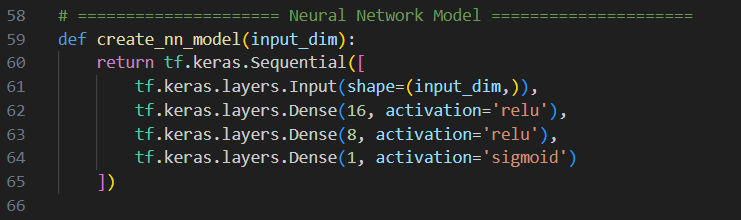 58 # ==================== Neural Network Model ====================
59 def create_nn_model(input_dim):
60     return tf.keras.Sequential([
61         tf.keras.layers.Input(shape=(input_dim,)),
62         tf.keras.layers.Dense(16, activation='relu'),
63         tf.keras.layers.Dense(8, activation='relu'),
64         tf.keras.layers.Dense(1, activation='sigmoid')
65     ])
66